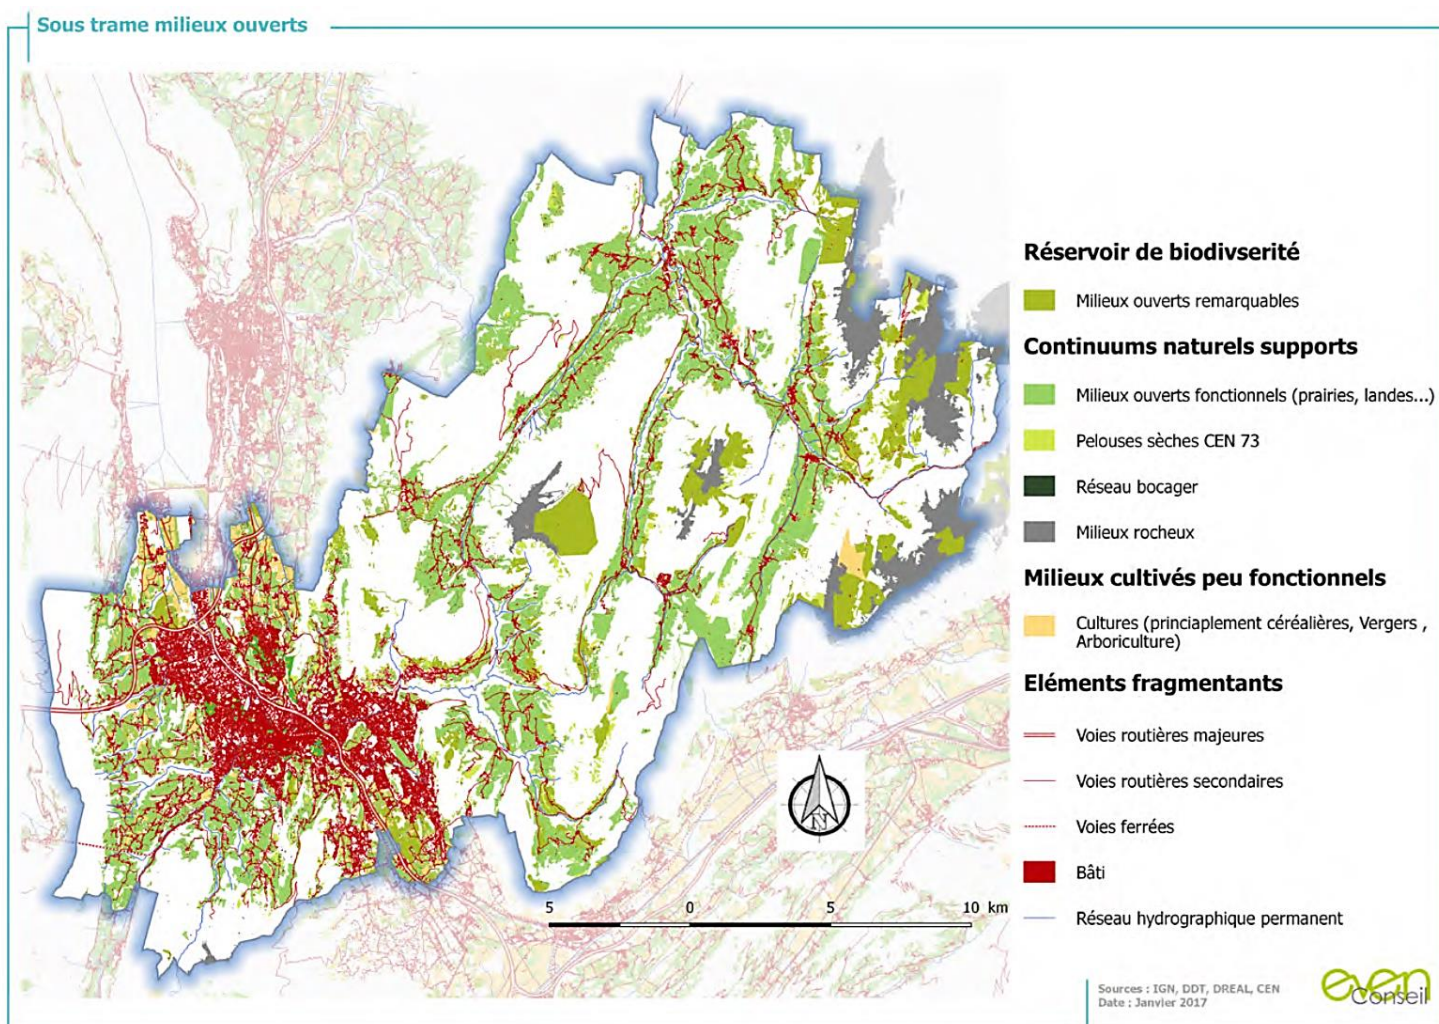 Sous trame milieux ouverts
Réservoir de biodivserité
Milieux ouverts remarquables
Continuums naturels supports
Milieux ouverts fonctionnels (prairies, landes...)
Pelouses sèches CEN 73
Réseau bocager
Milieux rocheux
Milieux cultivés peu fonctionnels
Cultures (princiaplement céréalières, Vergers ,
Arboriculture)
Eléments fragmentants
Voies routières majeures
Voies routières secondaires
Voies ferrées
Bâti
Réseau hydrographique permanent
N
5 0 5 10 km
Sources : IGN, DDT, DREAL, CEN
Date : Janvier 2017
even
Conseil